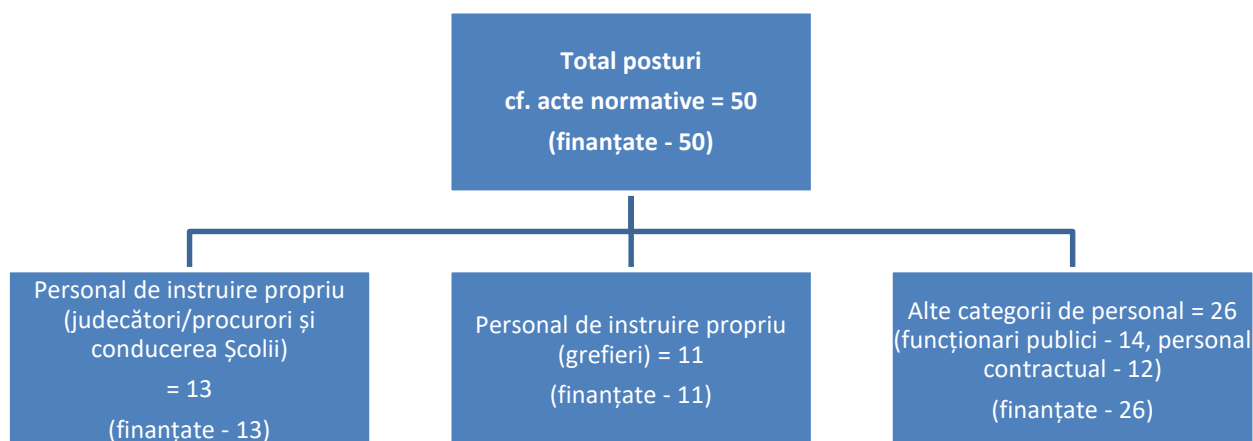 Total posturi
cf. acte normative = 50
(finanțate - 50)
Personal de instruire propriu
(judecători/procurori și
conducerea Școlii)
= 13
(finanțate - 13)
Personal de instruire propriu
(grefieri) = 11
(finanțate - 11)
Alte categorii de personal = 26
(funcționari publici - 14, personal
contractual - 12)
(finanțate - 26)